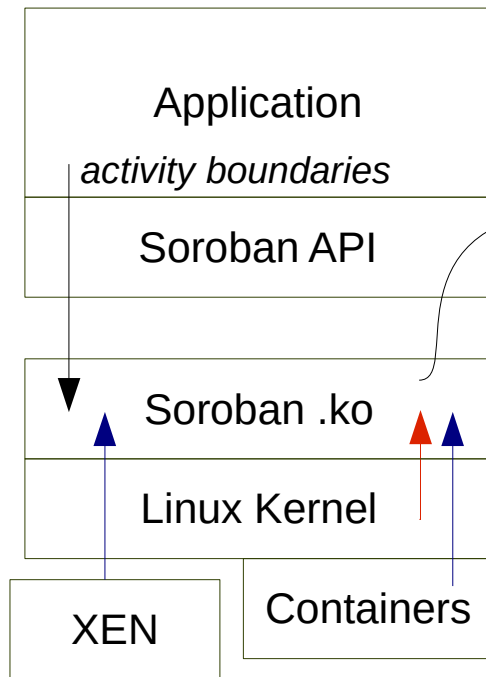 Application
activity boundaries
Soroban API
Soroban .ko
Linux Kernel
Containers
XEN